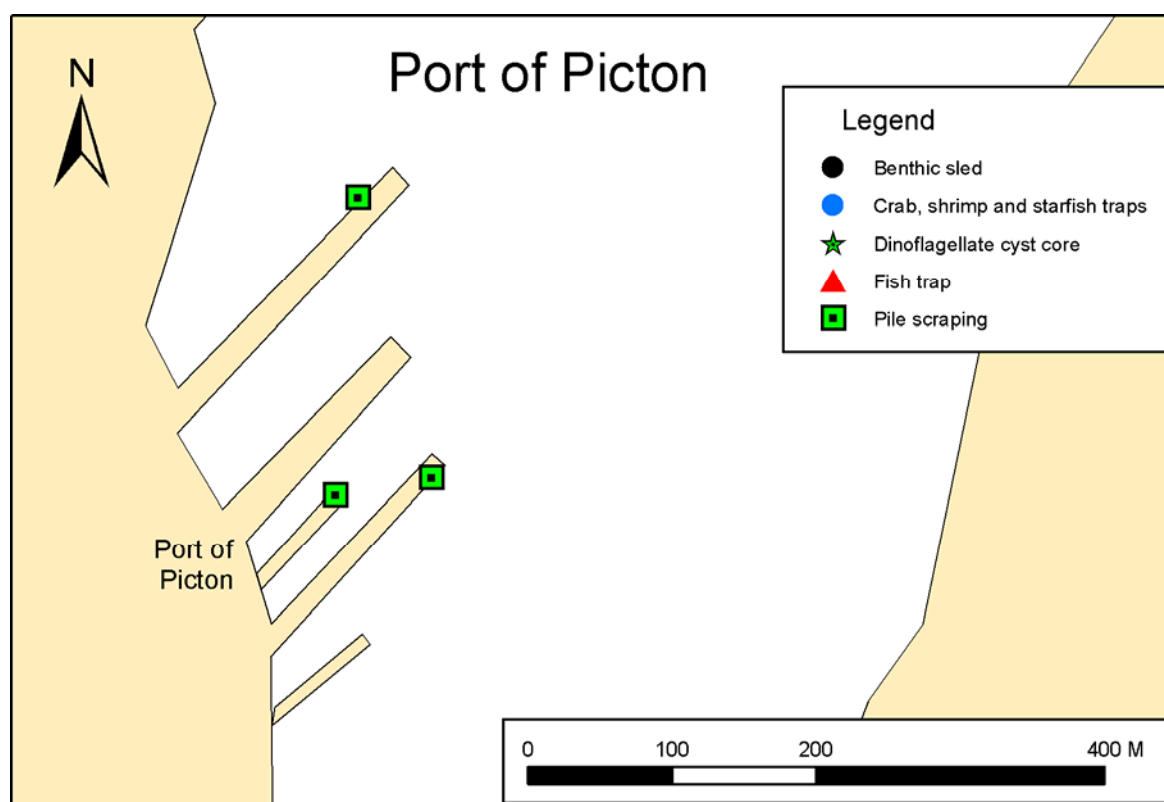 Port of Picton
N
Legend
Benthic sled
Crab, shrimp and starfish traps
Dinoflagellate cyst core
Fish trap
Pile scraping
Port of
Picton
0 100 200 400 M